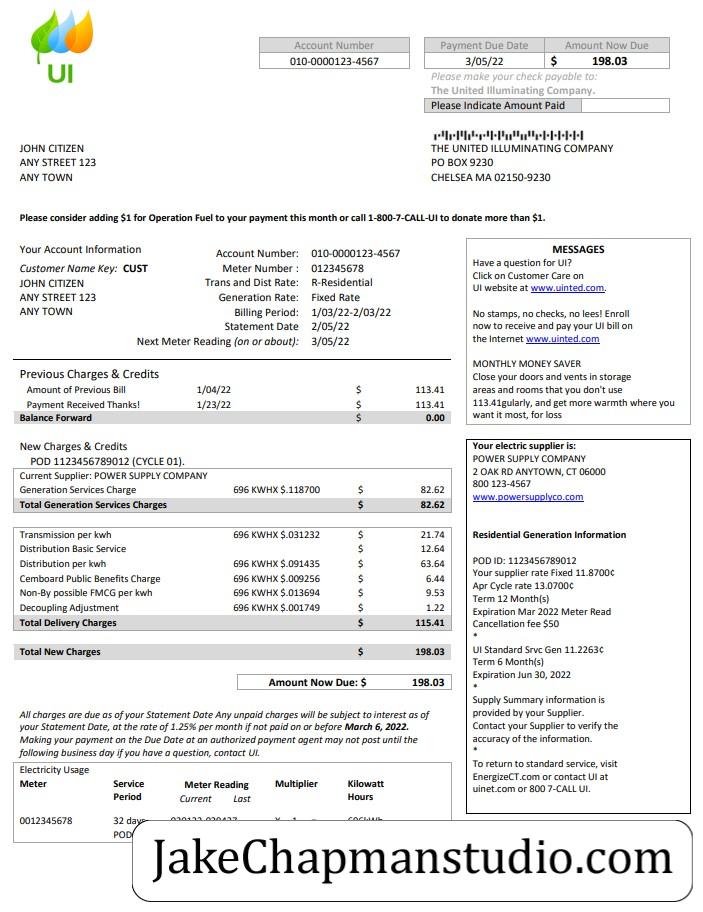 UI
Account Number
010-0000123-4567
Payment Due Date Amount Now Due
3/05/22 $ 198.03
Please make your check payable to:
The United Illuminating Company.
Please Indicate Amount Paid
JOHN CITIZEN
ANY STREET 123
ANY TOWN
THE UNITED ILLUMINATING COMPANY
PO BOX 9230
CHELSEA MA 02150-9230
Please consider adding $1 for Operation Fuel to your payment this month or call 1-800-7-CALL-UI to donate more than $1.
Your Account Information
Customer Name Key: CUST
JOHN CITIZEN
ANY STREET 123
ANY TOWN
Account Number: 010-0000123-4567
Meter Number : 012345678
Trans and Dist Rate: R-Residential
Generation Rate: Fixed Rate
Billing Period: 1/03/22-2/03/22
Statement Date 2/05/22
Next Meter Reading (on or about): 3/05/22
Previous Charges & Credits
Amount of Previous Bill 1/04/22 $ 113.41
Payment Received Thanks! 1/23/22 $ 113.41
Balance Forward $ 0.00
New Charges & Credits
POD 1123456789012 (CYCLE 01).
Current Supplier: POWER SUPPLY COMPANY
Generation Services Charge 696 KWHX $.118700 $ 82.62
Total Generation Services Charges $ 82.62
Transmission per kwh 696 KWHX $.031232 $ 21.74
Distribution Basic Service $ 12.64
Distribution per kwh 696 KWHX $.091435 $ 63.64
Cemboard Public Benefits Charge 696 KWHX $.009256 $ 6.44
Non-By possible FMCG per kwh 696 KWHX $.013694 $ 9.53
Decoupling Adjustment 696 KWHX $.001749 $ 1.22
Total Delivery Charges $ 115.41
Total New Charges $ 198.03
Amount Now Due: $ 198.03
All charges are due as of your Statement Date Any unpaid charges will be subject to interest as of
your Statement Date, at the rate of 1.25% per month if not paid on or before March 6, 2022.
Making your payment on the Due Date at an authorized payment agent may not post until the
following business day if you have a question, contact UI.
Electricity Usage
Meter Service Meter Reading Multiplier Kilowatt
Period Current Last Hours
0012345678 32 days
POD
MESSAGES
Have a question for UI?
Click on Customer Care on
UI website at www.uinted.com.
No stamps, no checks, no lees! Enroll
now to receive and pay your UI bill on
the Internet www.uinted.com
MONTHLY MONEY SAVER
Close your doors and vents in storage
areas and rooms that you don't use
113.41gularly, and get more warmth where you
want it most, for loss
Your electric supplier is:
POWER SUPPLY COMPANY
2 OAK RD ANYTOWN, CT 06000
800 123-4567
www.powersupplyco.com
Residential Generation Information
POD ID: 1123456789012
Your supplier rate Fixed 11.8700¢
Apr Cycle rate 13.0700¢
Term 12 Month(s)
Expiration Mar 2022 Meter Read
Cancellation fee $50
*
UI Standard Srvc Gen 11.2263¢
Term 6 Month(s)
Expiration Jun 30, 2022
*
Supply Summary information is
provided by your Supplier.
Contact your Supplier to verify the
accuracy of the information.
*
To return to standard service, visit
EnergizeCT.com or contact UI at
uinet.com or 800 7-CALL UI.
JakeChapmanstudio.com